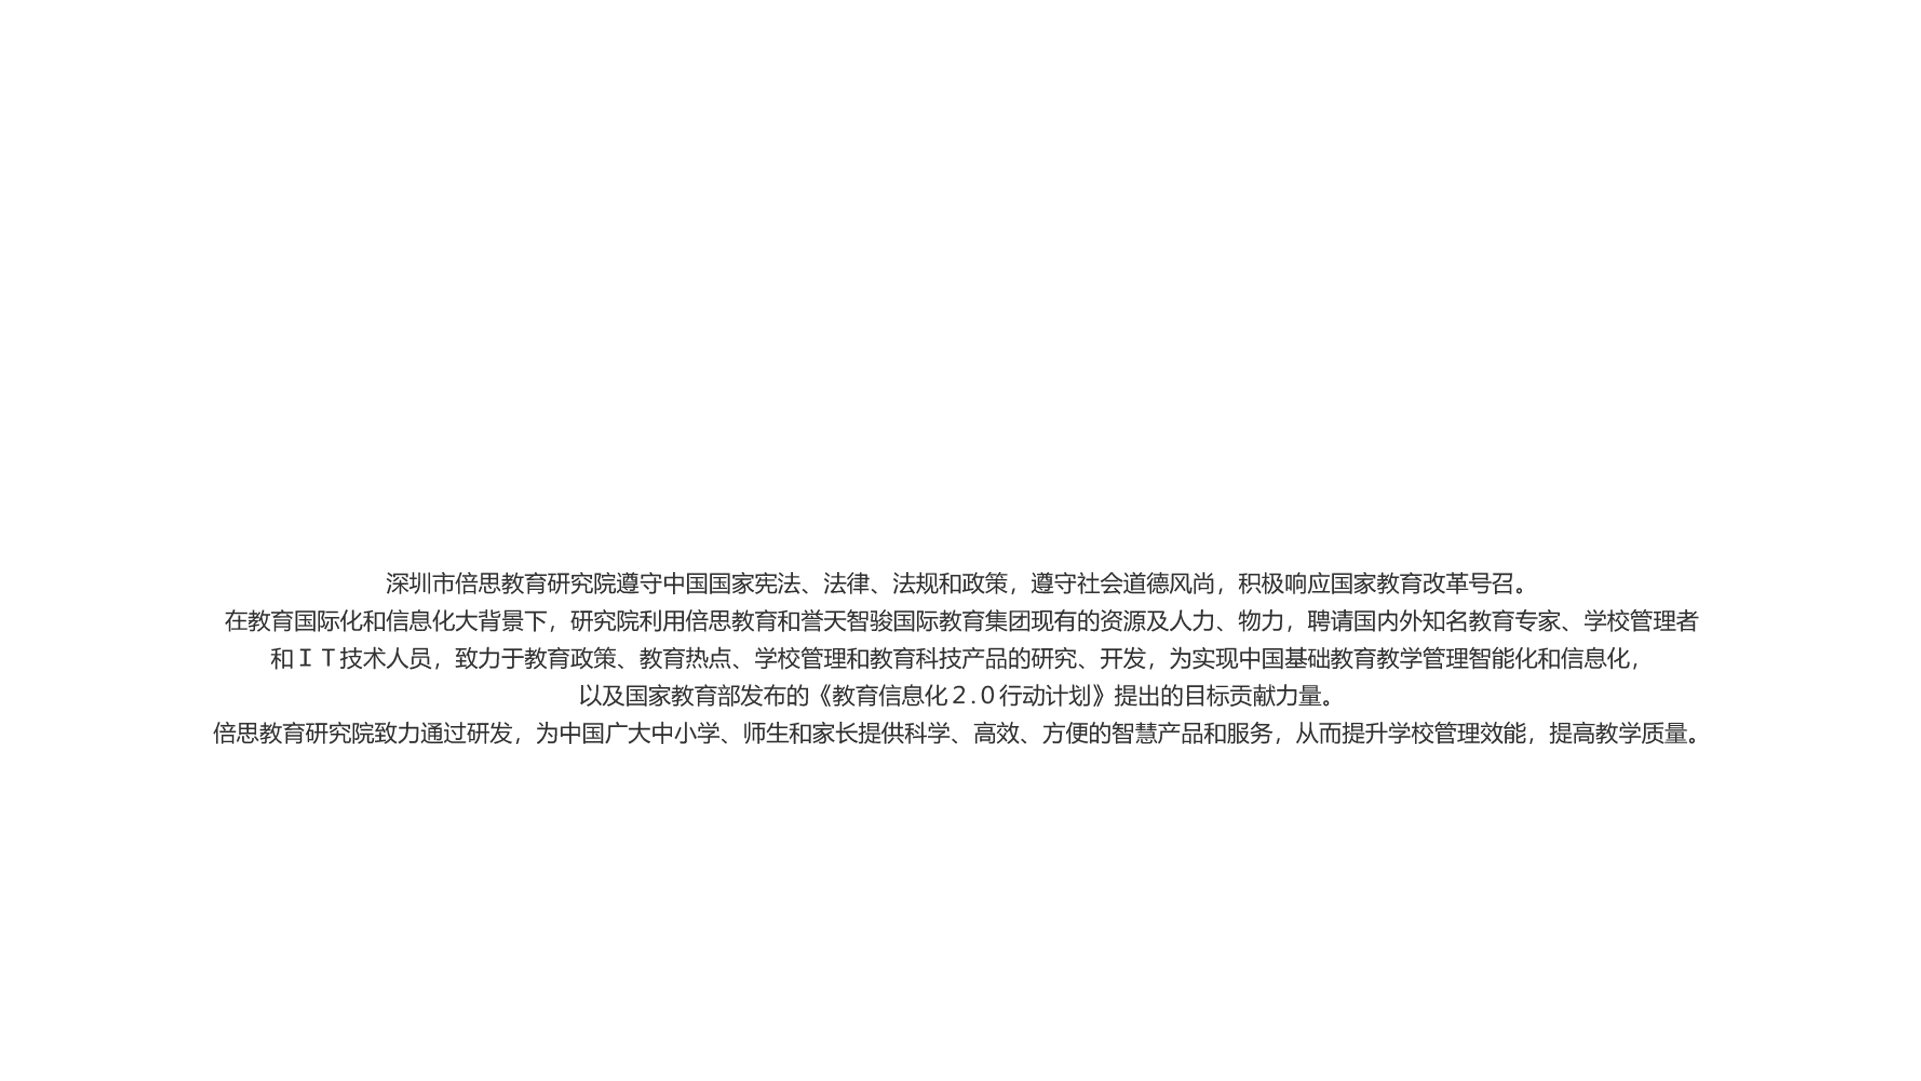 深圳市倍思教育研究院遵守中国国家宪法、法律、法规和政策，遵守社会道德风尚，积极响应国家教育改革号召。
在教育国际化和信息化大背景下，研究院利用倍思教育和誉天智骏国际教育集团现有的资源及人力、物力，聘请国内外知名教育专家、学校管理者
和ＩＴ技术人员，致力于教育政策、教育热点、学校管理和教育科技产品的研究、开发，为实现中国基础教育教学管理智能化和信息化，
以及国家教育部发布的《教育信息化２.０行动计划》提出的目标贡献力量。
倍思教育研究院致力通过研发，为中国广大中小学、师生和家长提供科学、高效、方便的智慧产品和服务，从而提升学校管理效能，提高教学质量。